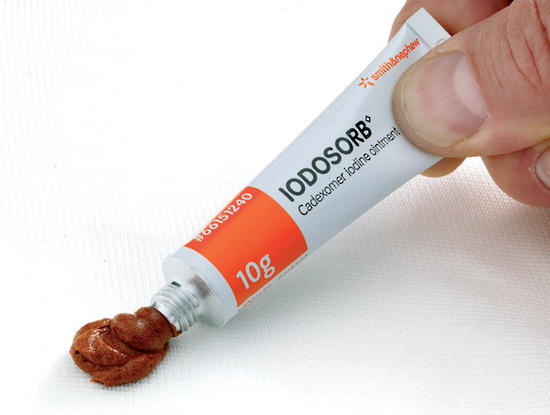 smith&nephew
IODOSORB◊
Cadexomer iodine ointment
#66151240
10g